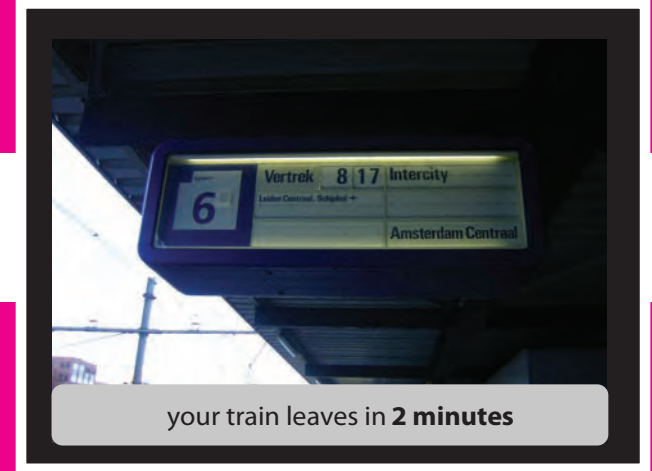 6
Vertrek 8 17 Intercity
Leiden Centraal, Schiphol
Amsterdam Centraal
your train leaves in 2 minutes